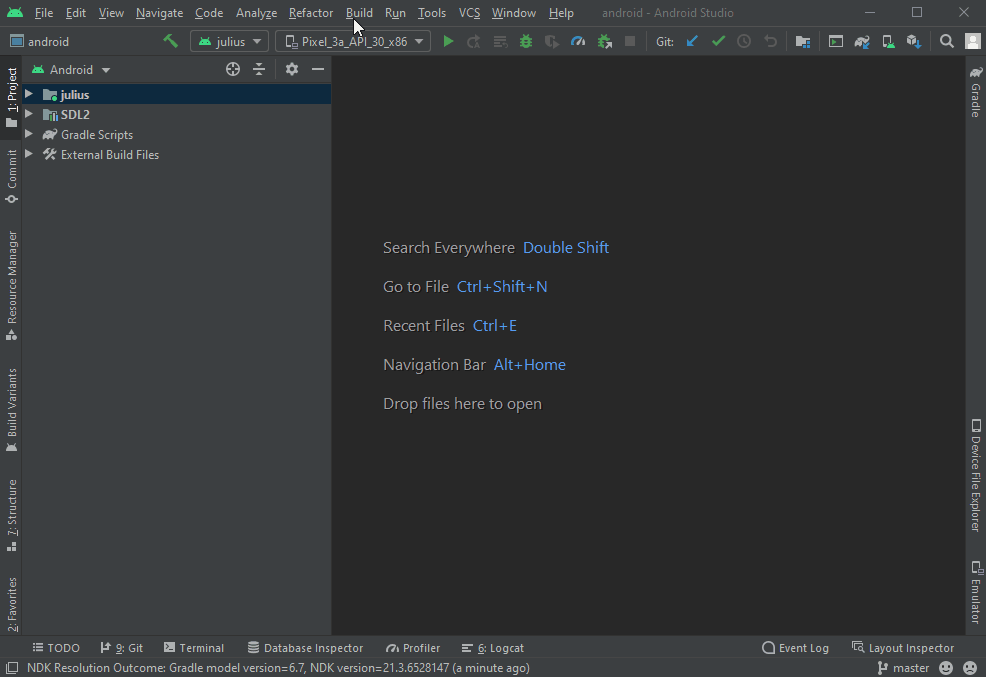 File Edit View Navigate Code Analyze Refactor Build Run Tools VCS Window Help android - Android Studio
android julius Pixel_3a_API_30_x86 Git:
Android
julius
SDL2
Gradle Scripts
External Build Files
1: Project
Commit
Resource Manager
Build Variants
7: Structure
2: Favorites
Search Everywhere Double Shift
Go to File Ctrl+Shift+N
Recent Files Ctrl+E
Navigation Bar Alt+Home
Drop files here to open
Gradle
Device File Explorer
Emulator
TODO 9: Git Terminal Database Inspector Profiler 6: Logcat Event Log Layout Inspector
NDK Resolution Outcome: Gradle model version=6.7, NDK version=21.3.6528147 (a minute ago) master